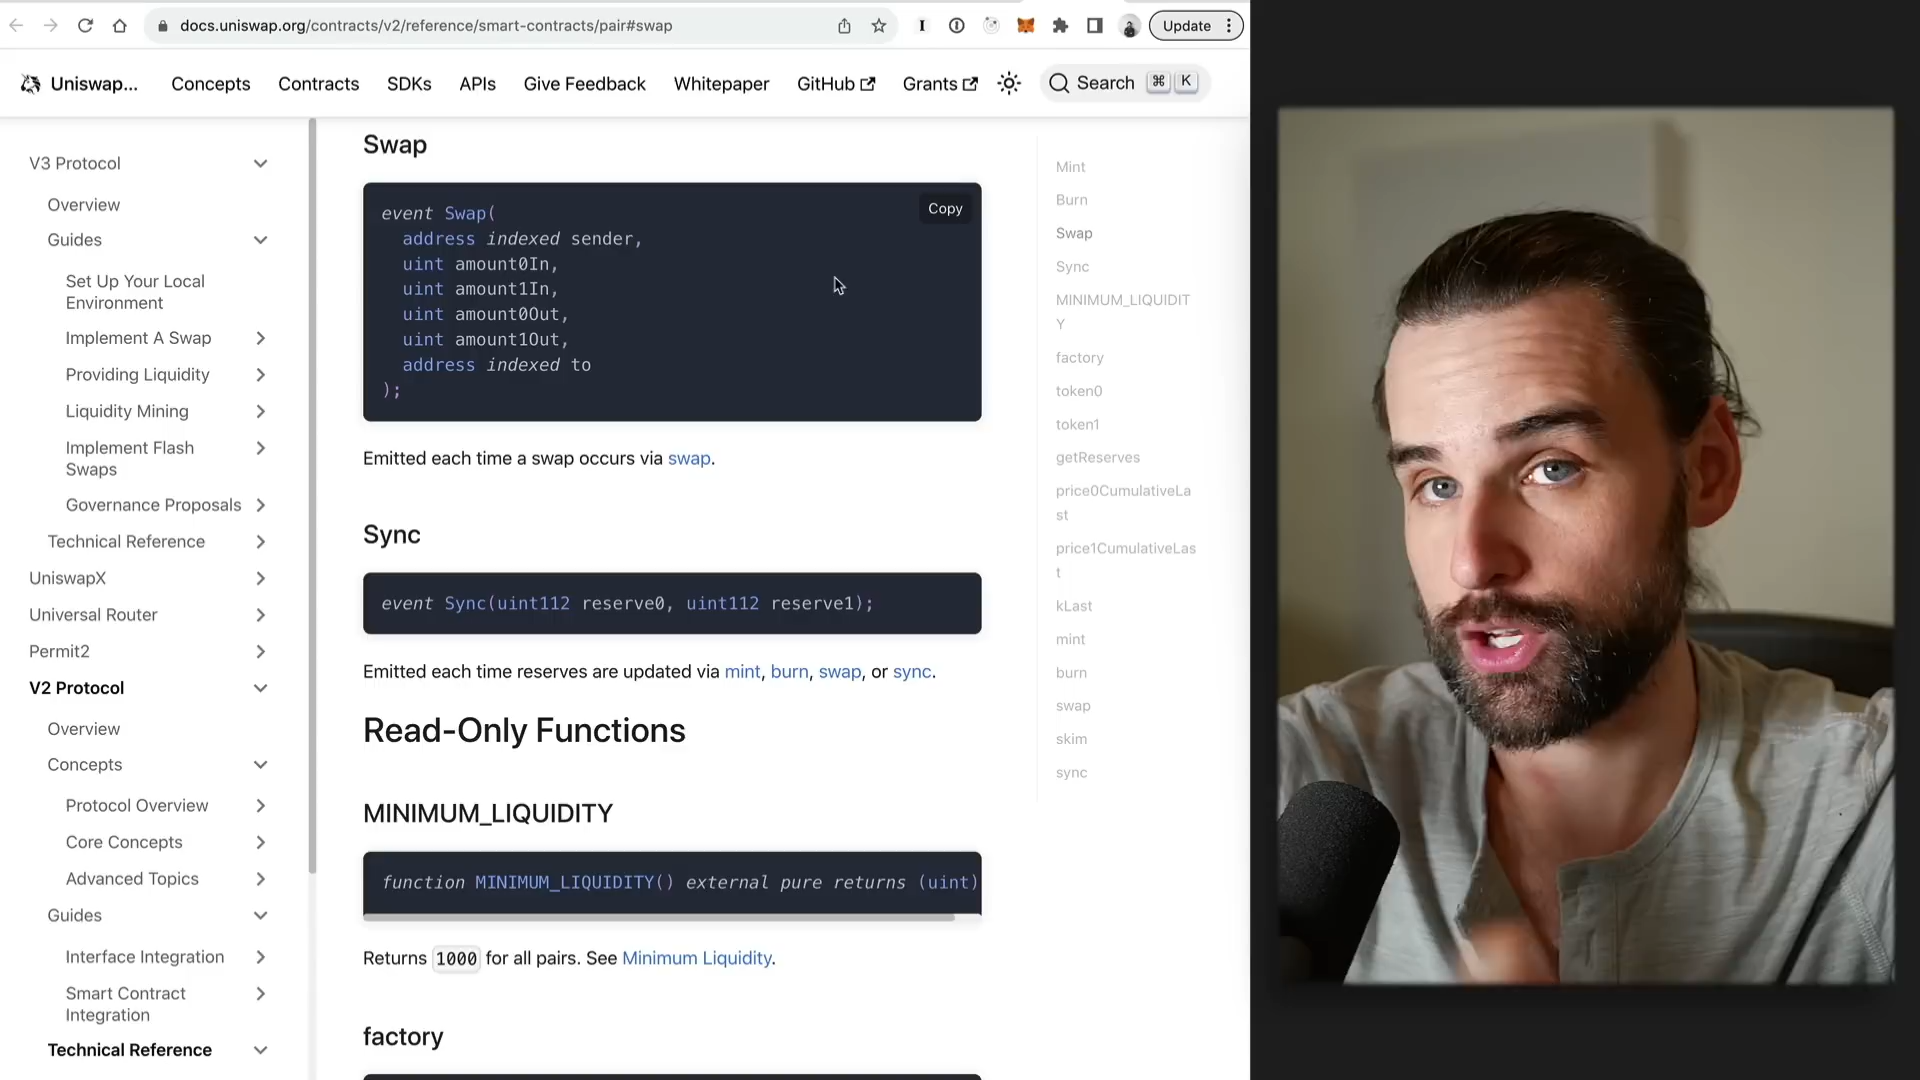 docs.uniswap.org/contracts/v2/reference/smart-contracts/pair#swap
Update
Uniswap...
Concepts
Contracts
SDKs
APIs
Give Feedback
Whitepaper
GitHub
Grants
Search
⌘
K
V3 Protocol
Overview
Guides
Set Up Your Local
Environment
Implement A Swap
Providing Liquidity
Liquidity Mining
Implement Flash
Swaps
Governance Proposals
Technical Reference
UniswapX
Universal Router
Permit2
V2 Protocol
Overview
Concepts
Protocol Overview
Core Concepts
Advanced Topics
Guides
Interface Integration
Smart Contract
Integration
Technical Reference
Swap
Copy
event Swap(
address indexed sender,
uint amount0In,
uint amount1In,
uint amount0Out,
uint amount1Out,
address indexed to
);
Emitted each time a swap occurs via swap.
Sync
event Sync(uint112 reserve0, uint112 reserve1);
Emitted each time reserves are updated via mint, burn, swap, or sync.
Read-Only Functions
MINIMUM_LIQUIDITY
function MINIMUM_LIQUIDITY() external pure returns (uint)
Returns 1000 for all pairs. See Minimum Liquidity.
factory
Mint
Burn
Swap
Sync
MINIMUM_LIQUIDIT
Y
factory
token0
token1
getReserves
price0CumulativeLa
st
price1CumulativeLas
t
kLast
mint
burn
swap
skim
sync